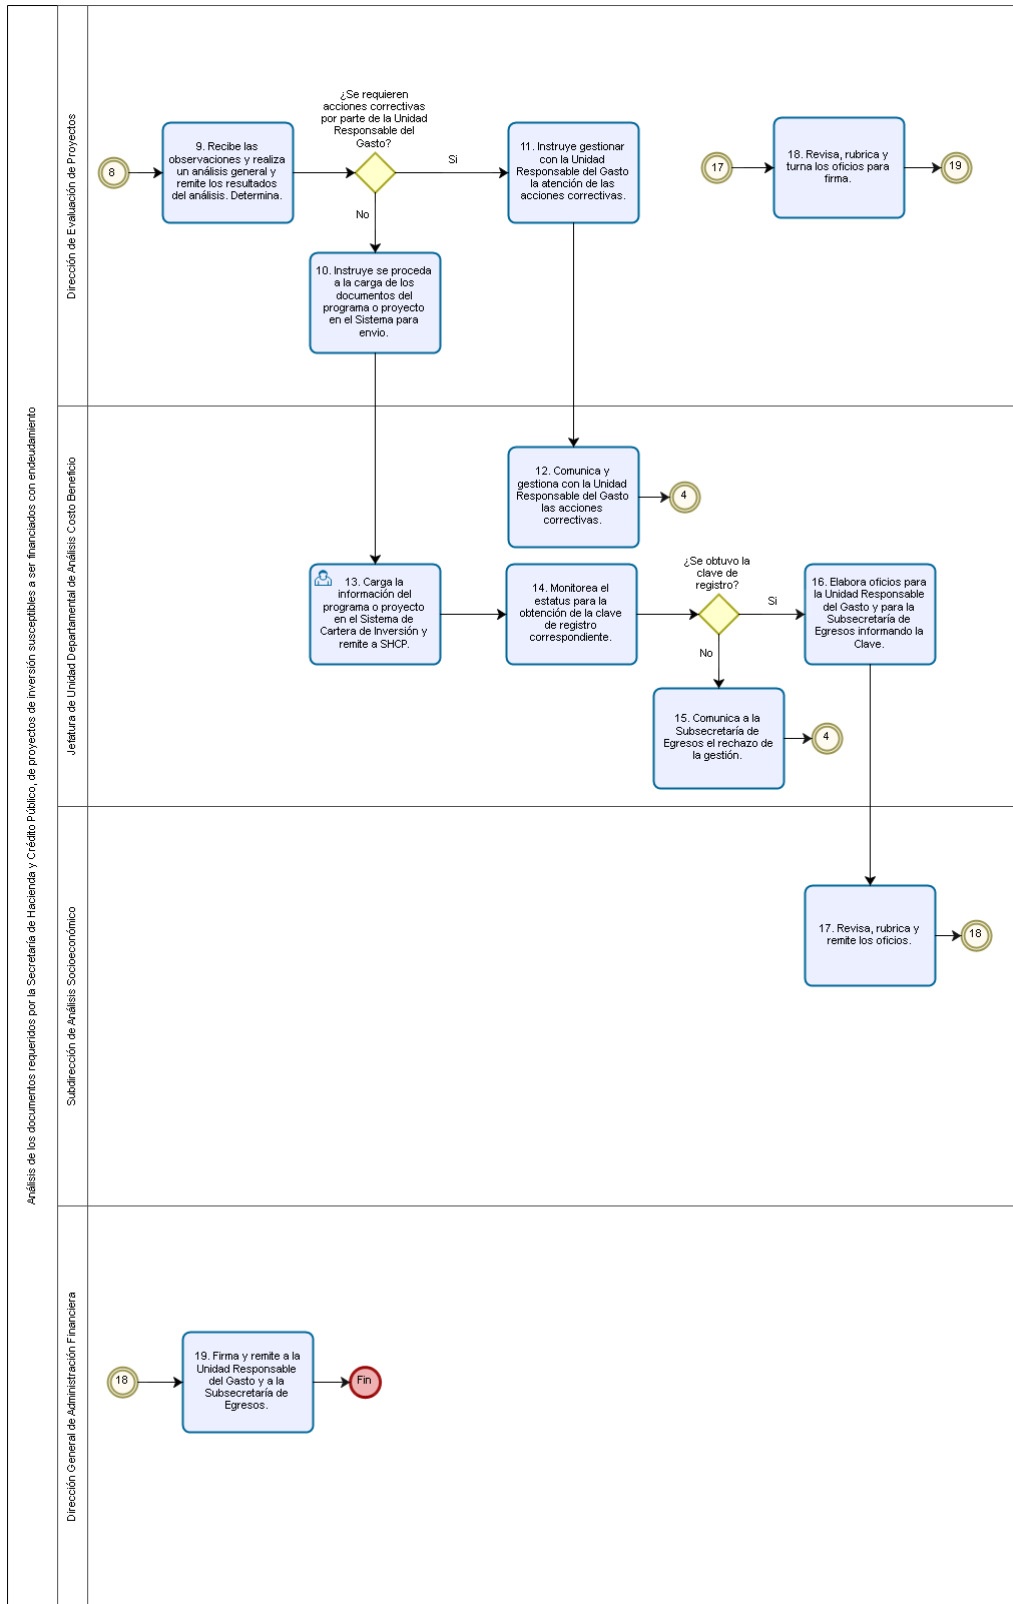 Análisis de los documentos requeridos por la Secretaría de Hacienda y Crédito Público, de proyectos de inversión susceptibles a ser financiados con endeudamiento
Dirección de Evaluación de Proyectos
8
9. Recibe las
observaciones y realiza
un análisis general y
remite los resultados
del análisis. Determina.
¿Se requieren
acciones correctivas
por parte de la Unidad
Responsable del
Gasto?
Si
No
10. Instruye se proceda
a la carga de los
documentos del
programa o proyecto
en el Sistema para
envio.
11. Instruye gestionar
con la Unidad
Responsable del Gasto
la atención de las
acciones correctivas.
17
18. Revisa, rubrica y
turna los oficios para
firma.
19
Jefatura de Unidad Departamental de Análisis Costo Beneficio
12. Comunica y
gestiona con la Unidad
Responsable del Gasto
las acciones
correctivas.
4
13. Carga la
información del
programa o proyecto
en el Sistema de
Cartera de Inversión y
remite a SHCP.
14. Monitorea el
estatus para la
obtención de la clave
de registro
correspondiente.
¿Se obtuvo la
clave de
registro?
Si
No
15. Comunica a la
Subsecretaría de
Egresos el rechazo de
la gestión.
4
16. Elabora oficios para
la Unidad Responsable
del Gasto y para la
Subsecretaría de
Egresos informando la
Clave.
Subdirección de Análisis Socioeconómico
17. Revisa, rubrica y
remite los oficios.
18
Dirección General de Administración Financiera
18
19. Firma y remite a la
Unidad Responsable
del Gasto y a la
Subsecretaría de
Egresos.
Fin